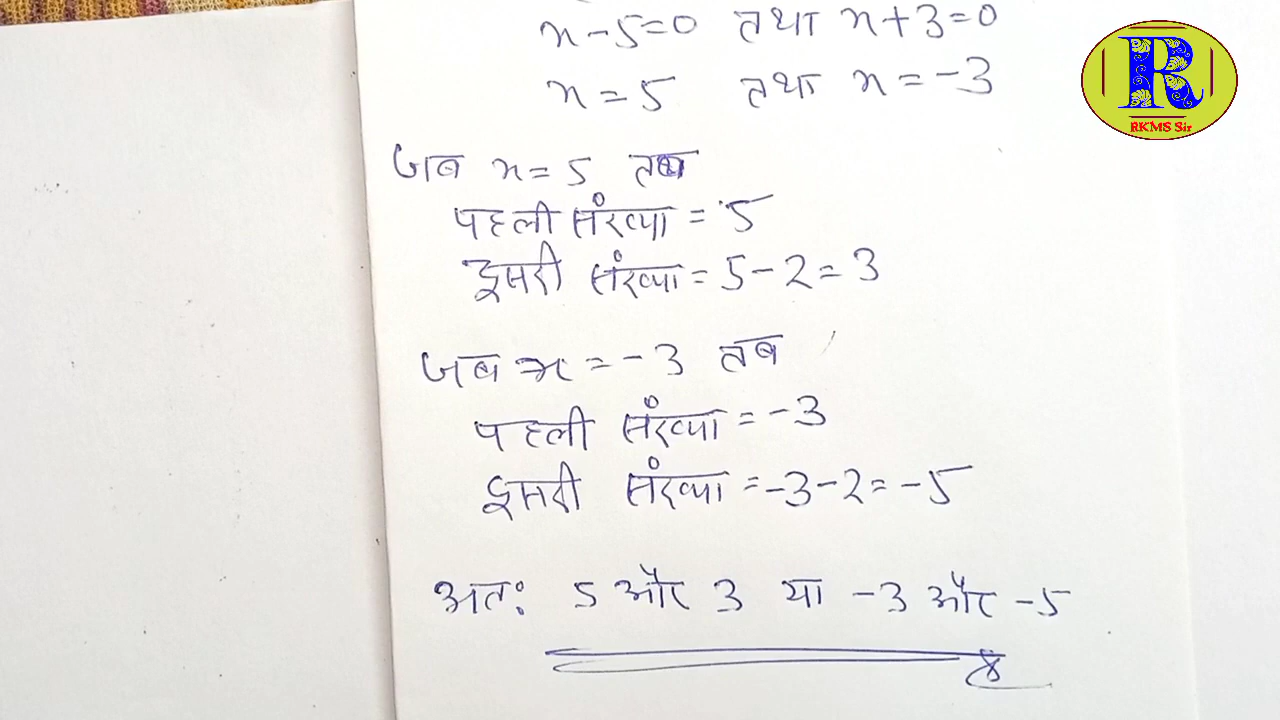 x-5=0 तथा x+3=0
x=5 तथा x=-3
जब x=5 तब
पहली संख्या = 5
दूसरी संख्या = 5-2=3
जब x=-3 तब
पहली संख्या = -3
दूसरी संख्या = -3-2=-5
अतः 5 और 3 या -3 और -5
R
RKMS Sir